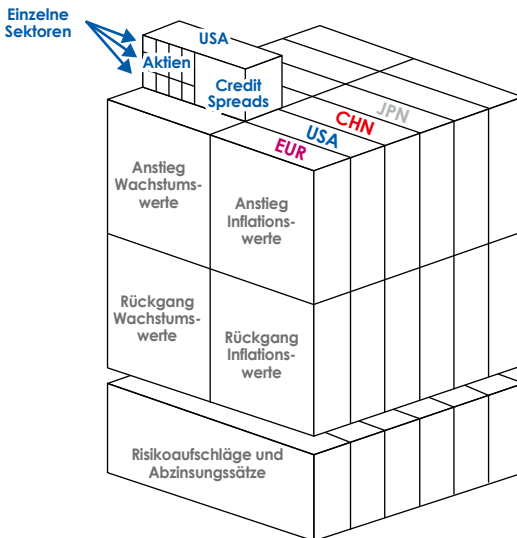 Einzelne
Sektoren
USA
Aktien
Credit
Spreads
JPN
CHN
USA
EUR
Anstieg
Wachstums-
werte
Anstieg
Inflations-
werte
Rückgang
Wachstums-
werte
Rückgang
Inflations-
werte
Risikoaufschläge und
Abzinsungssätze